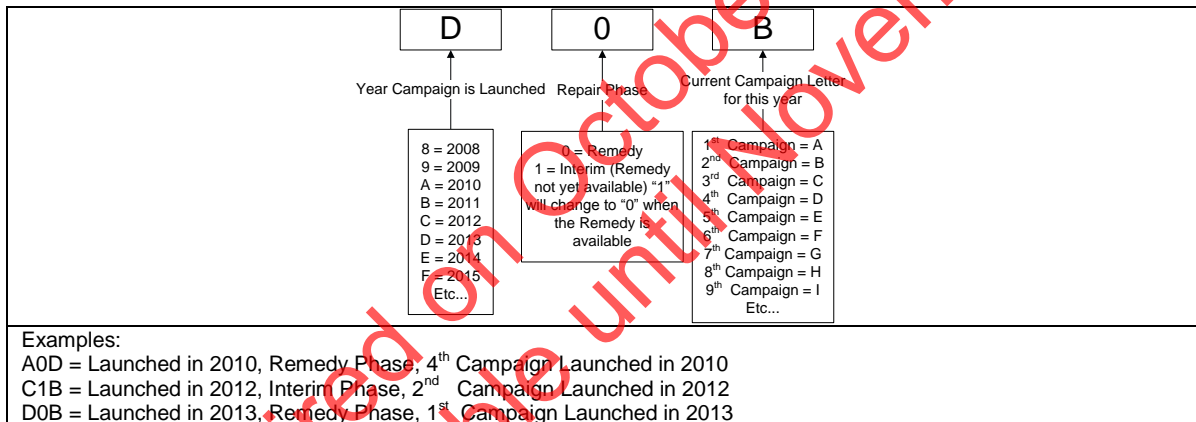 D 0 B
Year Campaign is Launched Repair Phase Current Campaign Letter
for this year
8 = 2008
9 = 2009
A = 2010
B = 2011
C = 2012
D = 2013
E = 2014
F = 2015
Etc...
0 = Remedy
1 = Interim (Remedy
not yet available) “1”
will change to “0” when
the Remedy is
available
1st Campaign = A
2nd Campaign = B
3rd Campaign = C
4th Campaign = D
5th Campaign = E
6th Campaign = F
7th Campaign = G
8th Campaign = H
9th Campaign = I
Etc...
Examples:
A0D = Launched in 2010, Remedy Phase, 4th Campaign Launched in 2010
C1B = Launched in 2012, Interim Phase, 2nd Campaign Launched in 2012
D0B = Launched in 2013, Remedy Phase, 1st Campaign Launched in 2013
on October
until